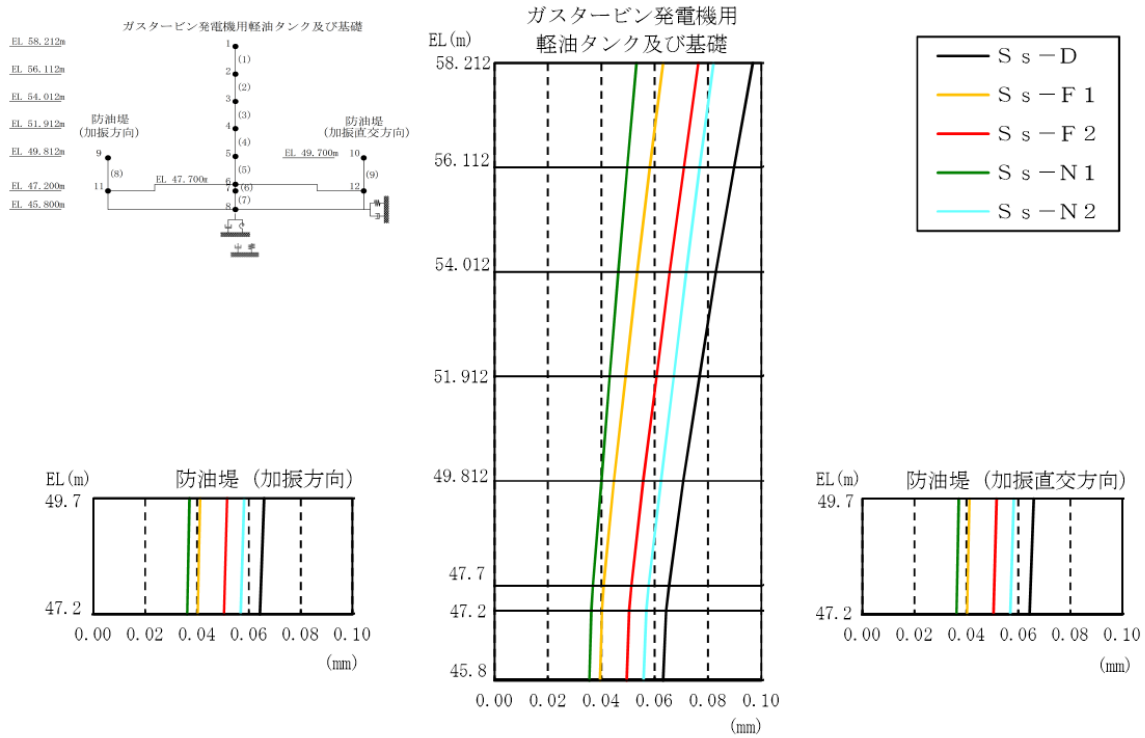 ガスタービン発電機用軽油タンク及び基礎
EL 58.212m
EL 56.112m
EL 54.012m
EL 51.912m
EL 49.812m
EL 47.200m
EL 45.800m
防油堤
(加振方向)
防油堤
(加振直交方向)
EL 49.700m
EL 47.700m
1
(1)
2
(2)
3
(3)
4
(4)
5
(5)
6
(6)
7
(7)
8
9
(8)
11
10
(9)
12
ガスタービン発電機用
軽油タンク及び基礎
EL(m)
58.212
56.112
54.012
51.912
49.812
47.7
47.2
45.8
0.00 0.02 0.04 0.06 0.08 0.10
(mm)
Ss-D
Ss-F1
Ss-F2
Ss-N1
Ss-N2
EL(m)
防油堤 (加振方向)
49.7
47.2
0.00 0.02 0.04 0.06 0.08 0.10
(mm)
EL(m)
防油堤 (加振直交方向)
49.7
47.2
0.00 0.02 0.04 0.06 0.08 0.10
(mm)